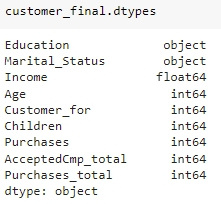 customer_final.dtypes
Education object
Marital_Status object
Income float64
Age int64
Customer_for int64
Children int64
Purchases int64
AcceptedCmp_total int64
Purchases_total int64
dtype: object